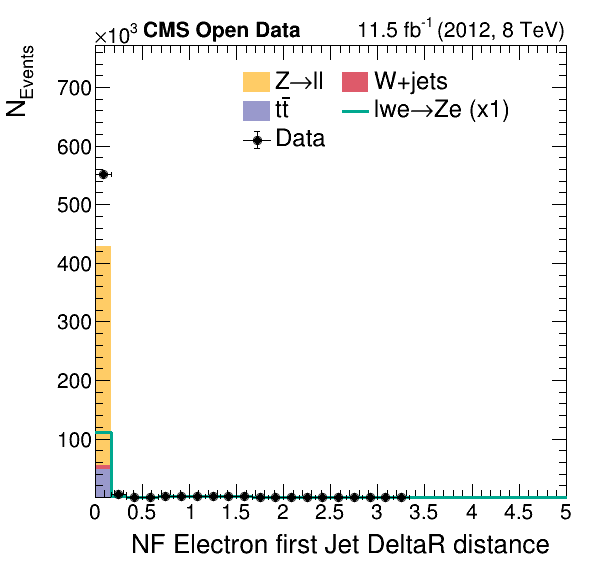 ×10³ CMS Open Data 11.5 fb⁻¹ (2012, 8 TeV)
N_Events
700
600
500
400
300
200
100
Z→ll W+jets
tt̄ lwe→Ze (x1)
Data
0 0.5 1 1.5 2 2.5 3 3.5 4 4.5 5
NF Electron first Jet DeltaR distance